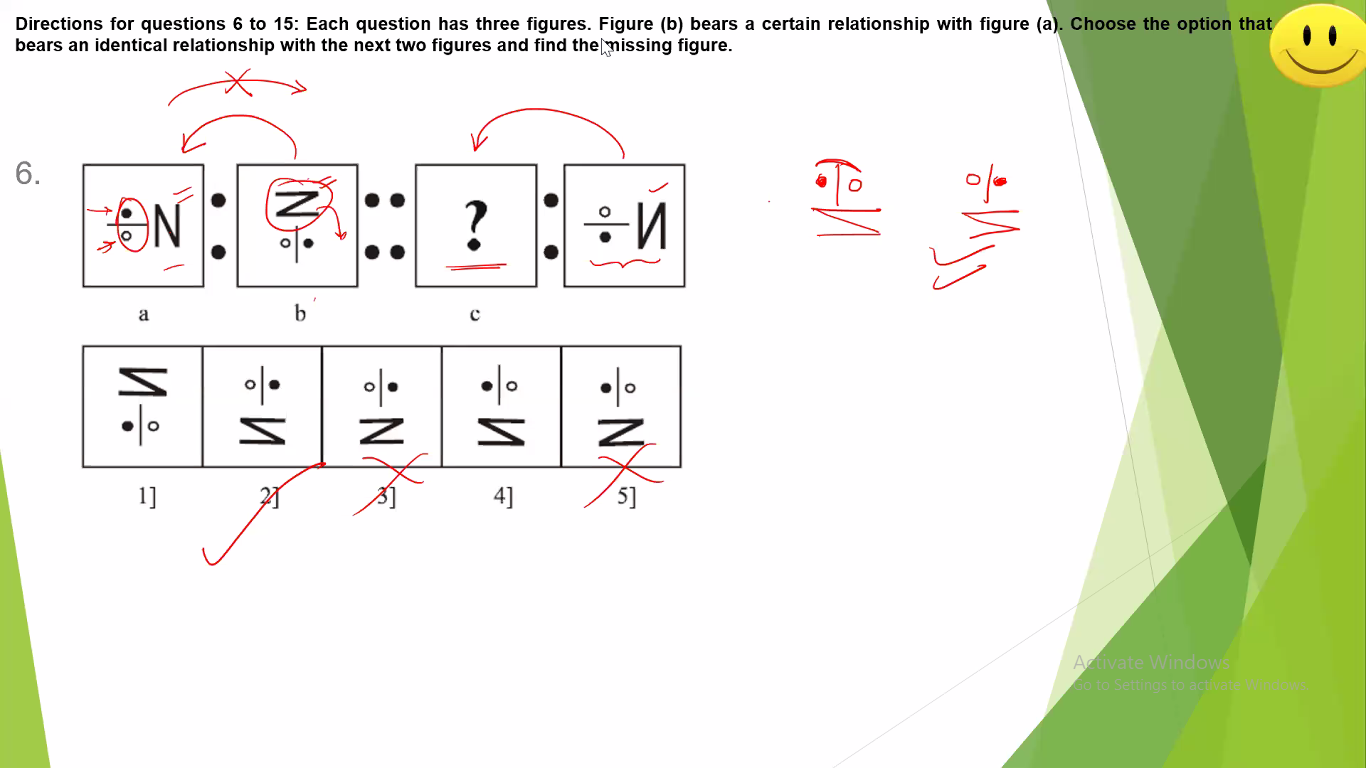 Directions for questions 6 to 15: Each question has three figures. Figure (b) bears a certain relationship with figure (a). Choose the option that
bears an identical relationship with the next two figures and find the missing figure.
6.
N
?
a
b
c
1]
2]
3]
4]
5]
Activate Windows
Go to Settings to activate Windows.